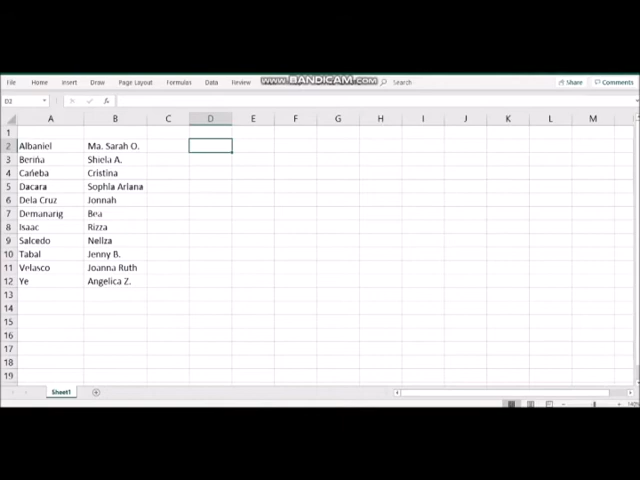 File Home Insert Draw Page Layout Formulas Data Review WWW.BANDICAM.COM Search Share Comments
D2 fx
A B C D E F G H I J K L M
1
2 Albaniel Ma. Sarah O.
3 Beriña Shiela A.
4 Cañeba Cristina
5 Dacara Sophia Ariana
6 Dela Cruz Jonnah
7 Demanarig Bea
8 Isaac Rizza
9 Salcedo Neliza
10 Tabal Jenny B.
11 Velasco Joanna Ruth
12 Ye Angelica Z.
13
14
15
16
17
18
19
Sheet1